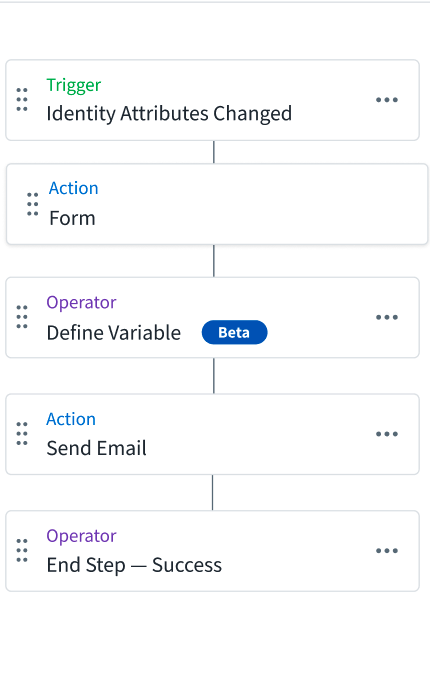 Trigger
Identity Attributes Changed
Action
Form
Operator
Define Variable Beta
Action
Send Email
Operator
End Step — Success